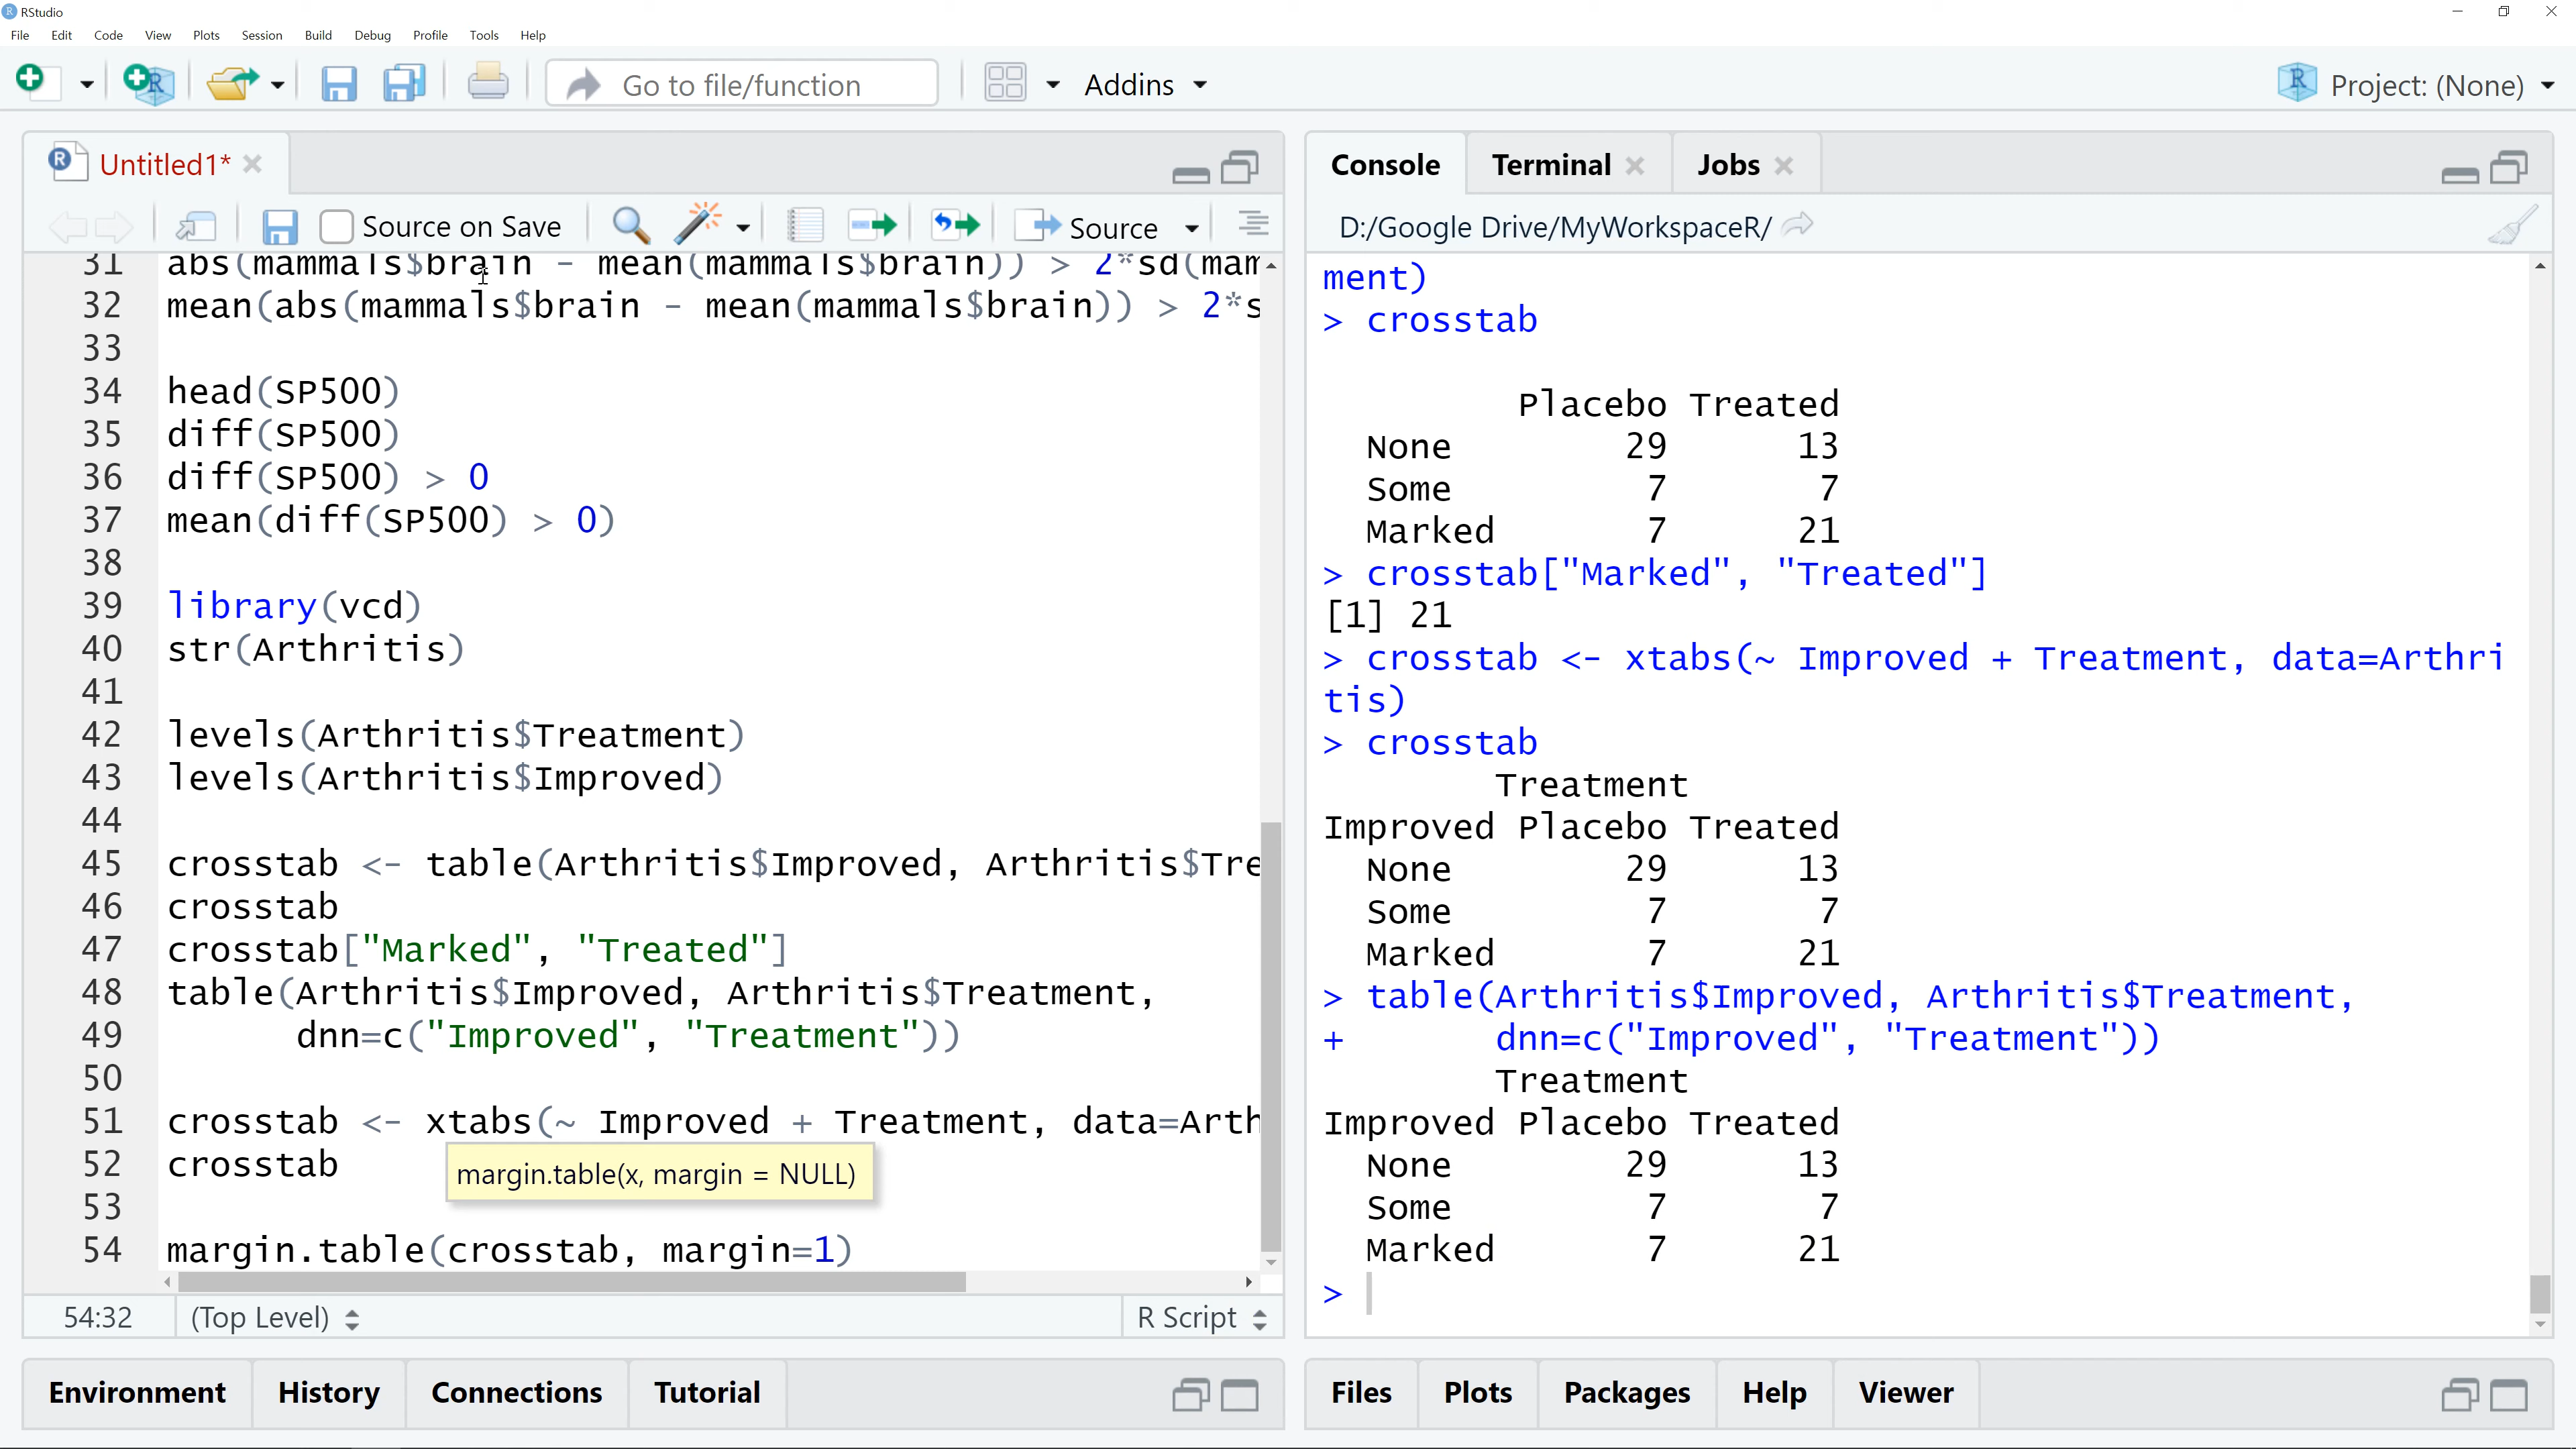 RStudio
File Edit Code View Plots Session Build Debug Profile Tools Help
Go to file/function Addins Project: (None)
Untitled1*
Source on Save Source
31 abs(mammals$brain - mean(mammals$brain)) > 2*sd(mam
32 mean(abs(mammals$brain - mean(mammals$brain)) > 2*s
33
34 head(SP500)
35 diff(SP500)
36 diff(SP500) > 0
37 mean(diff(SP500) > 0)
38
39 library(vcd)
40 str(Arthritis)
41
42 levels(Arthritis$Treatment)
43 levels(Arthritis$Improved)
44
45 crosstab <- table(Arthritis$Improved, Arthritis$Tre
46 crosstab
47 crosstab["Marked", "Treated"]
48 table(Arthritis$Improved, Arthritis$Treatment,
49       dnn=c("Improved", "Treatment"))
50
51 crosstab <- xtabs(~ Improved + Treatment, data=Arth
52 crosstab
margin.table(x, margin = NULL)
53
54 margin.table(crosstab, margin=1)
54:32 (Top Level) R Script
Environment History Connections Tutorial
Console Terminal Jobs
D:/Google Drive/MyWorkspaceR/
ment)
> crosstab
         Placebo Treated
  None        29      13
  Some         7       7
  Marked       7      21
> crosstab["Marked", "Treated"]
[1] 21
> crosstab <- xtabs(~ Improved + Treatment, data=Arthri
tis)
> crosstab
        Treatment
Improved Placebo Treated
  None        29      13
  Some         7       7
  Marked       7      21
> table(Arthritis$Improved, Arthritis$Treatment,
+       dnn=c("Improved", "Treatment"))
        Treatment
Improved Placebo Treated
  None        29      13
  Some         7       7
  Marked       7      21
>
Files Plots Packages Help Viewer